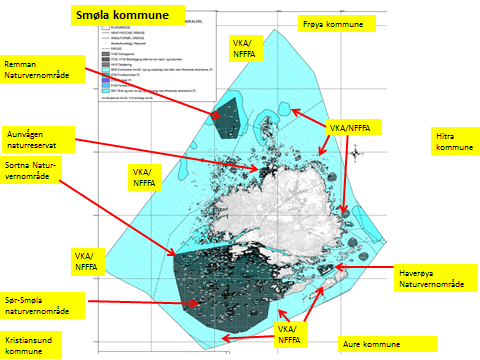 Smøla kommune
Frøya kommune
VKA/
NFFFA
Remman
Naturvernområde
VKA/NFFFA
Hitra
kommune
Aunvågen
naturreservat
Sortna Natur-
vernområde
VKA/
NFFFA
VKA/
NFFFA
Haverøya
Naturvernområde
Sør-Smøla
naturvernområde
VKA/
NFFFA
Kristiansund
kommune
Aure kommune